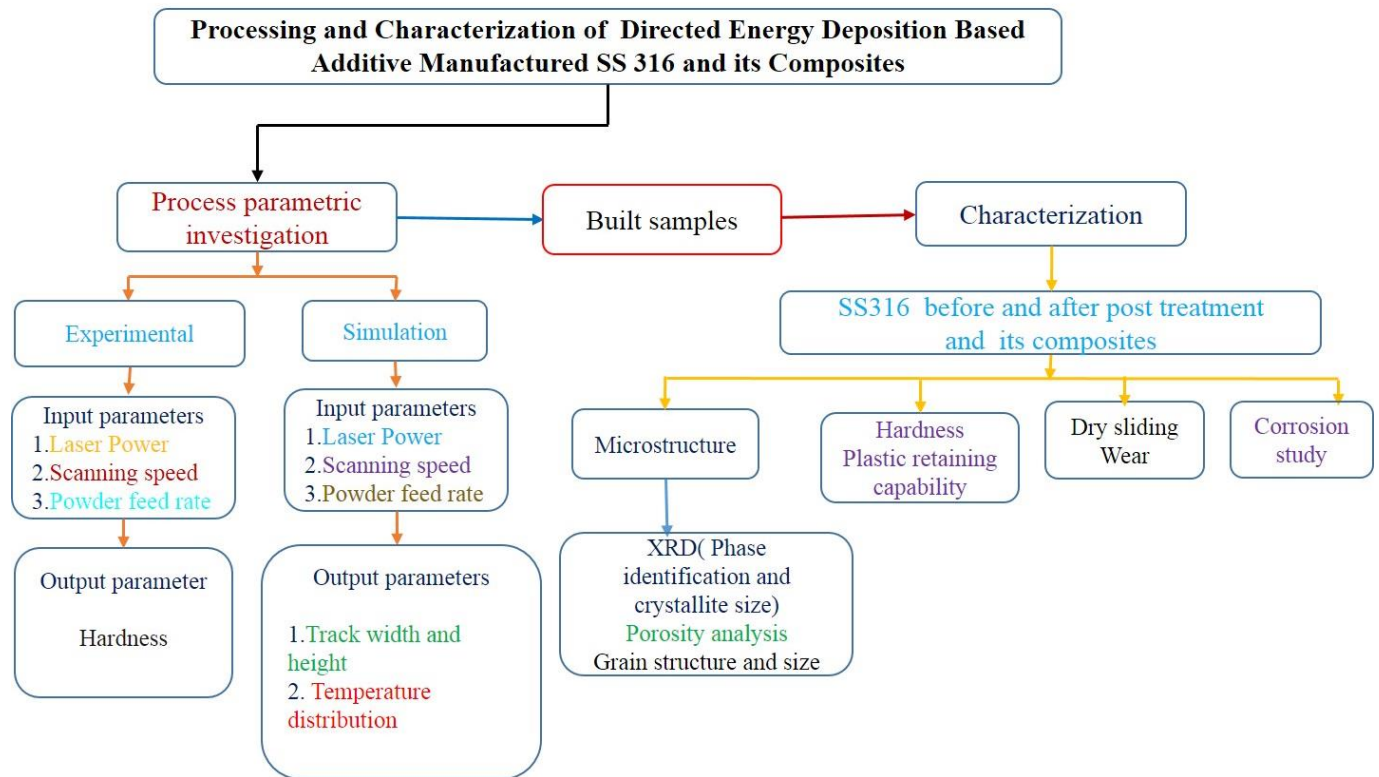 Processing and Characterization of Directed Energy Deposition Based
Additive Manufactured SS 316 and its Composites
Process parametric
investigation
Built samples
Characterization
Experimental
Simulation
SS316 before and after post treatment
and its composites
Input parameters
1.Laser Power
2.Scanning speed
3.Powder feed rate
Input parameters
1.Laser Power
2.Scanning speed
3.Powder feed rate
Microstructure
Hardness
Plastic retaining
capability
Dry sliding
Wear
Corrosion
study
Output parameter
Hardness
Output parameters
1.Track width and
height
2. Temperature
distribution
XRD( Phase
identification and
crystallite size)
Porosity analysis
Grain structure and size